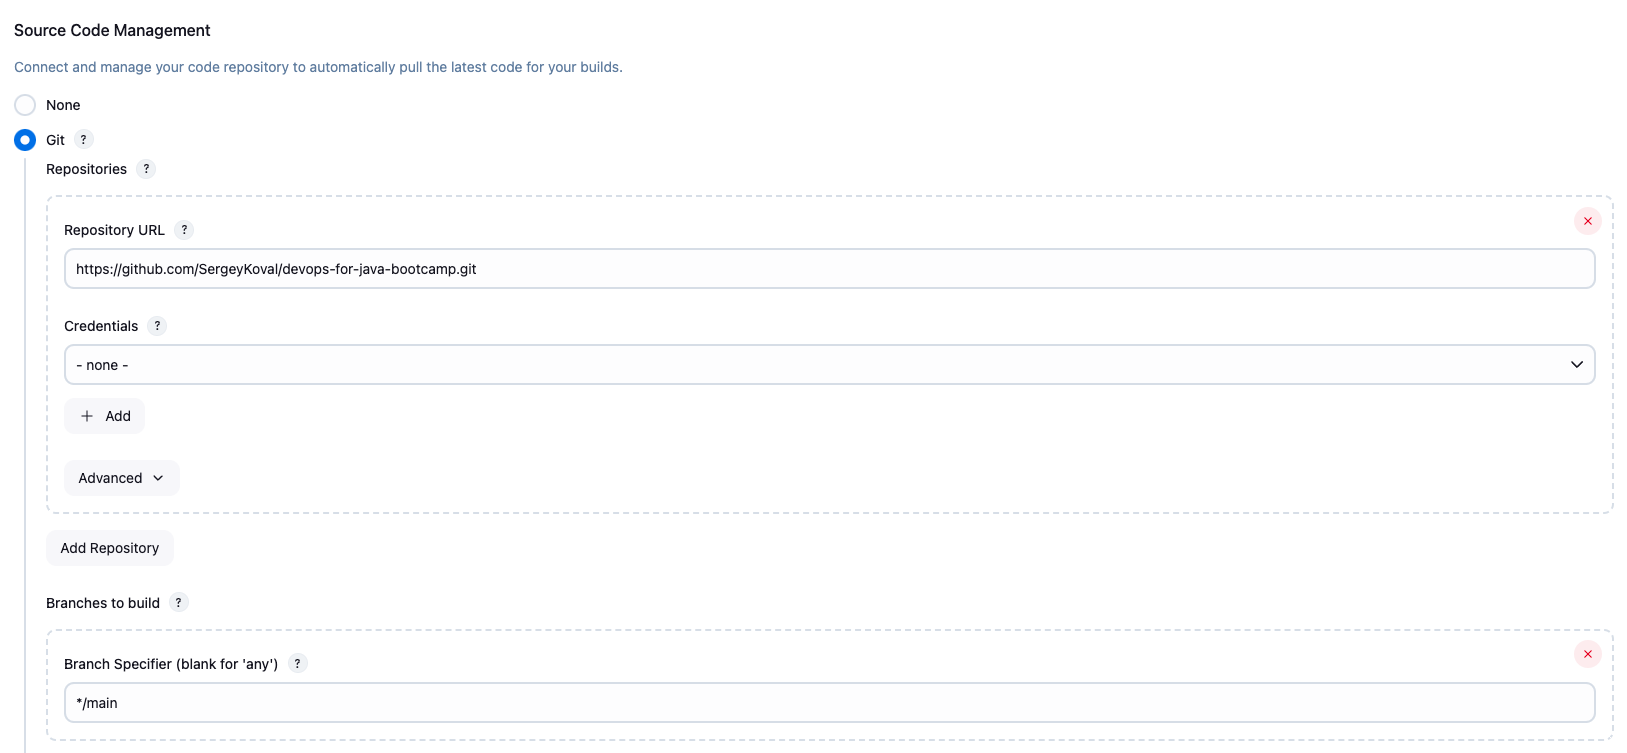 Source Code Management
Connect and manage your code repository to automatically pull the latest code for your builds.
None
Git ?
Repositories ?
Repository URL ?
https://github.com/SergeyKoval/devops-for-java-bootcamp.git
Credentials ?
- none -
+ Add
Advanced
Add Repository
Branches to build ?
Branch Specifier (blank for 'any') ?
*/main